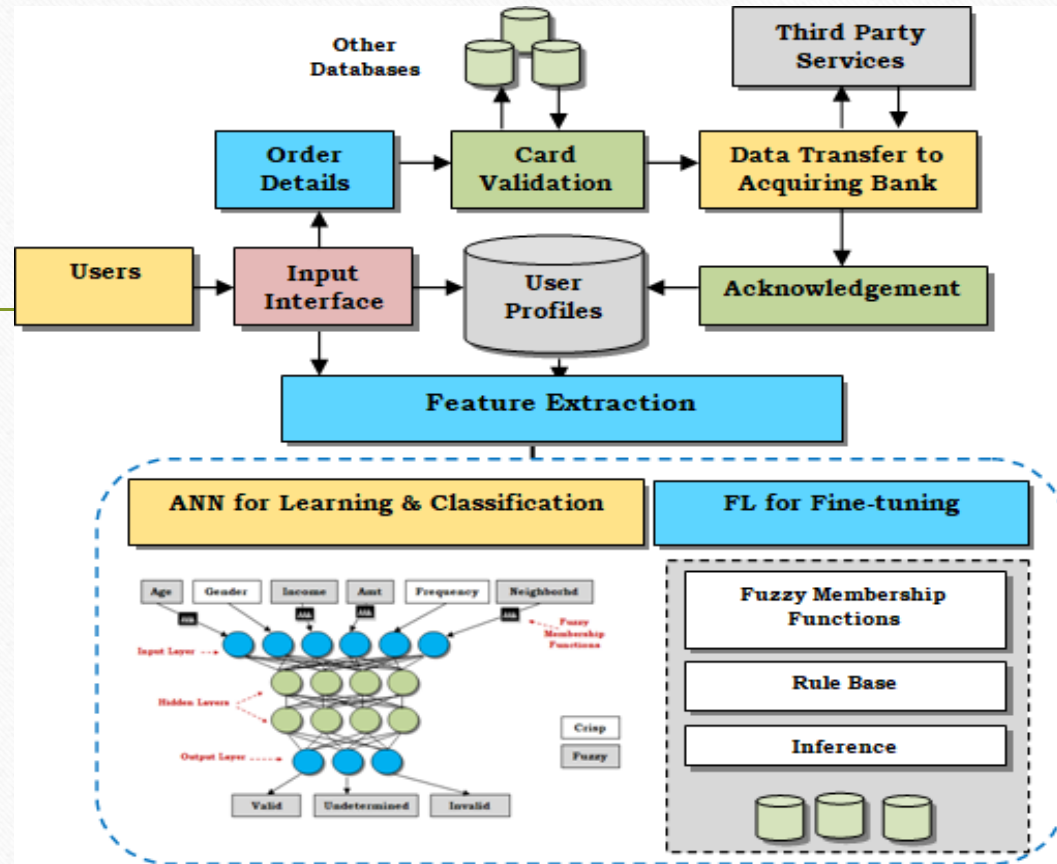 Other
Databases
Third Party
Services
Order
Details
Card
Validation
Data Transfer to
Acquiring Bank
Users
Input
Interface
User
Profiles
Acknowledgement
Feature Extraction
ANN for Learning & Classification
FL for Fine-tuning
Age
Gender
Income
Amt
Frequency
Neighborhd
Fuzzy
Membership
Functions
Input Layer
Hidden Layers
Output Layer
Crisp
Fuzzy
Valid
Undetermined
Invalid
Fuzzy Membership
Functions
Rule Base
Inference